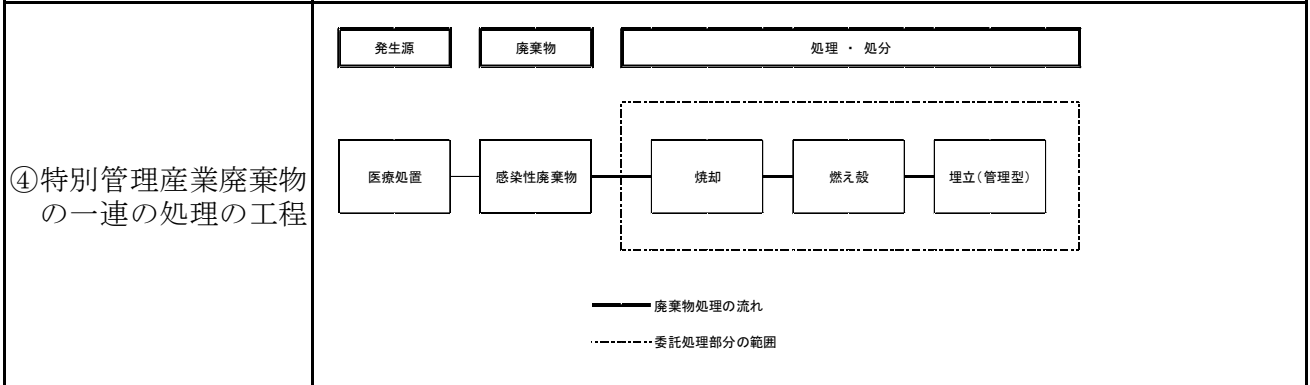 ④特別管理産業廃棄物
の一連の処理の工程
発生源
廃棄物
処理 ・ 処分
医療処置
感染性廃棄物
焼却
燃え殻
埋立(管理型)
廃棄物処理の流れ
委託処理部分の範囲